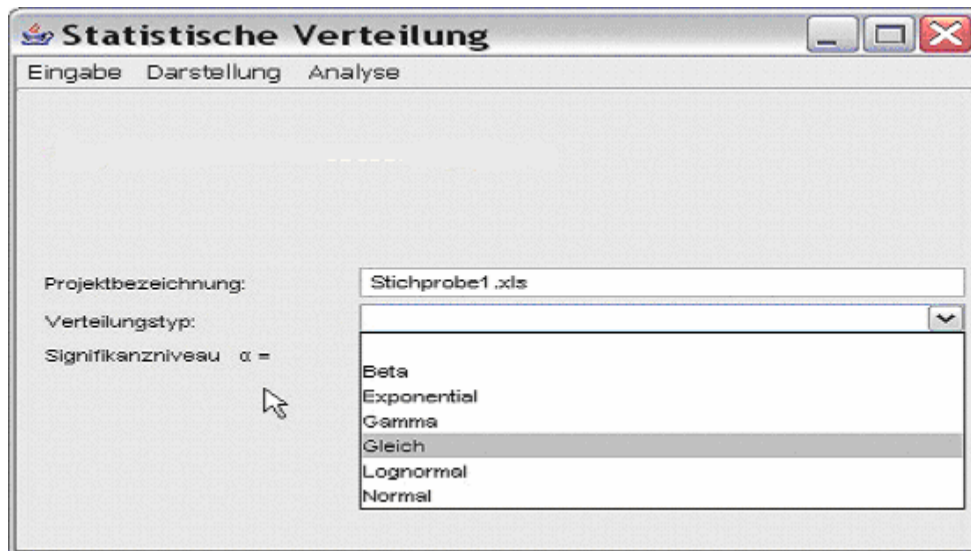 Statistische Verteilung
Eingabe Darstellung Analyse
Projektbezeichnung: Stichprobe1.xls
Verteilungstyp:
Signifikanzniveau α =
Beta
Exponential
Gamma
Gleich
Lognormal
Normal